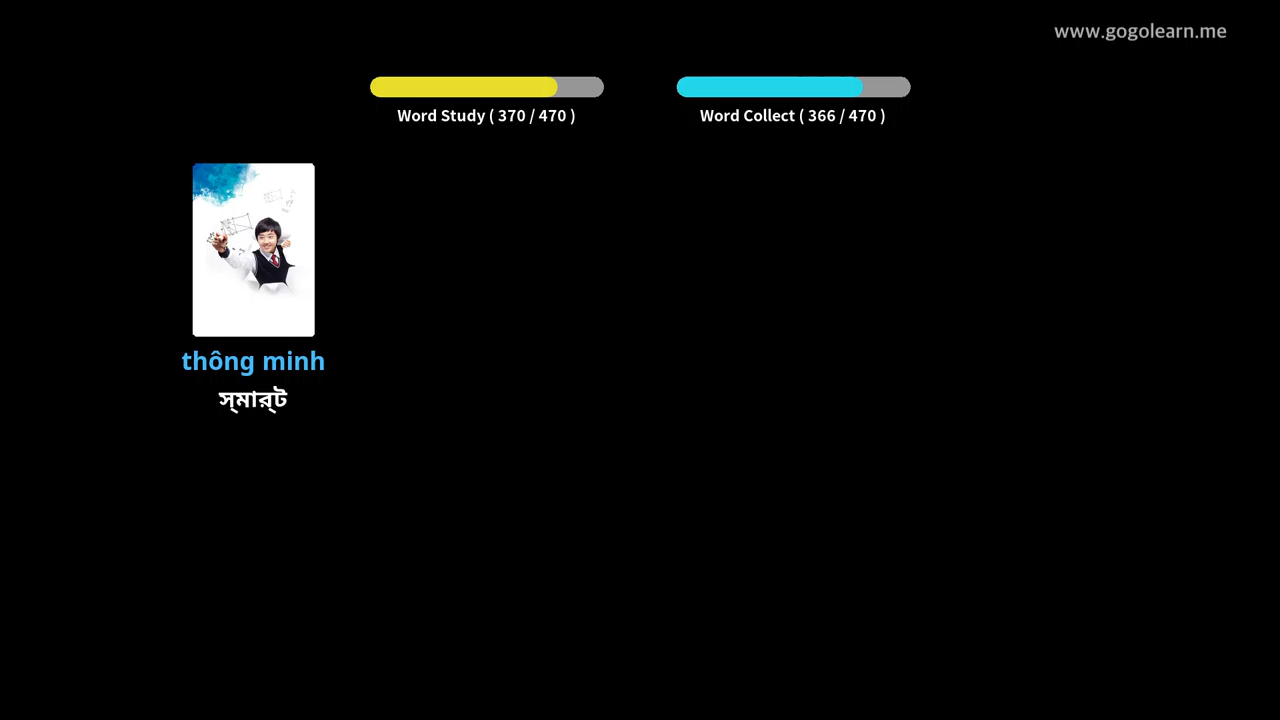 www.gogolearn.me
Word Study ( 370 / 470 )
Word Collect ( 366 / 470 )
thông minh
স্মার্ট